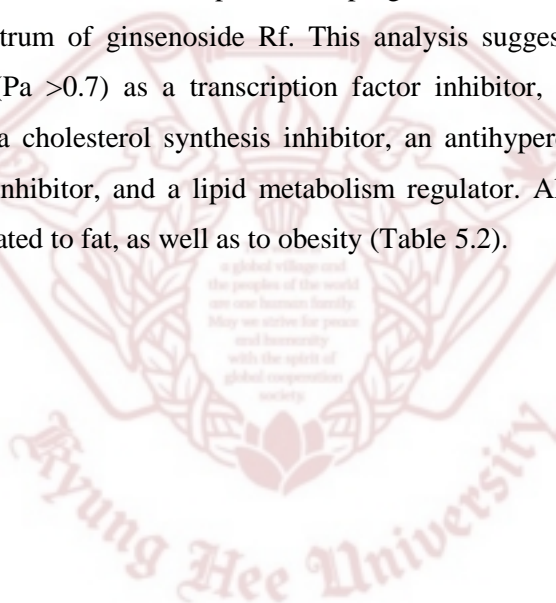 trum of ginsenoside Rf. This analysis sugges
(Pa >0.7) as a transcription factor inhibitor,
a cholesterol synthesis inhibitor, an antihyper
nhibitor, and a lipid metabolism regulator. A
ated to fat, as well as to obesity (Table 5.2).
a global village and
the peoples of the world
are one human family.
May we strive for peace
and humanity
with the spirit of
global cooperation
society.
Kyung Hee University